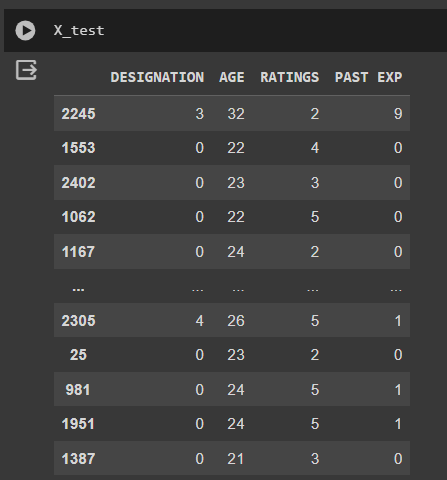 X_test
DESIGNATION AGE RATINGS PAST EXP
2245 3 32 2 9
1553 0 22 4 0
2402 0 23 3 0
1062 0 22 5 0
1167 0 24 2 0
... ... ... ... ...
2305 4 26 5 1
25 0 23 2 0
981 0 24 5 1
1951 0 24 5 1
1387 0 21 3 0